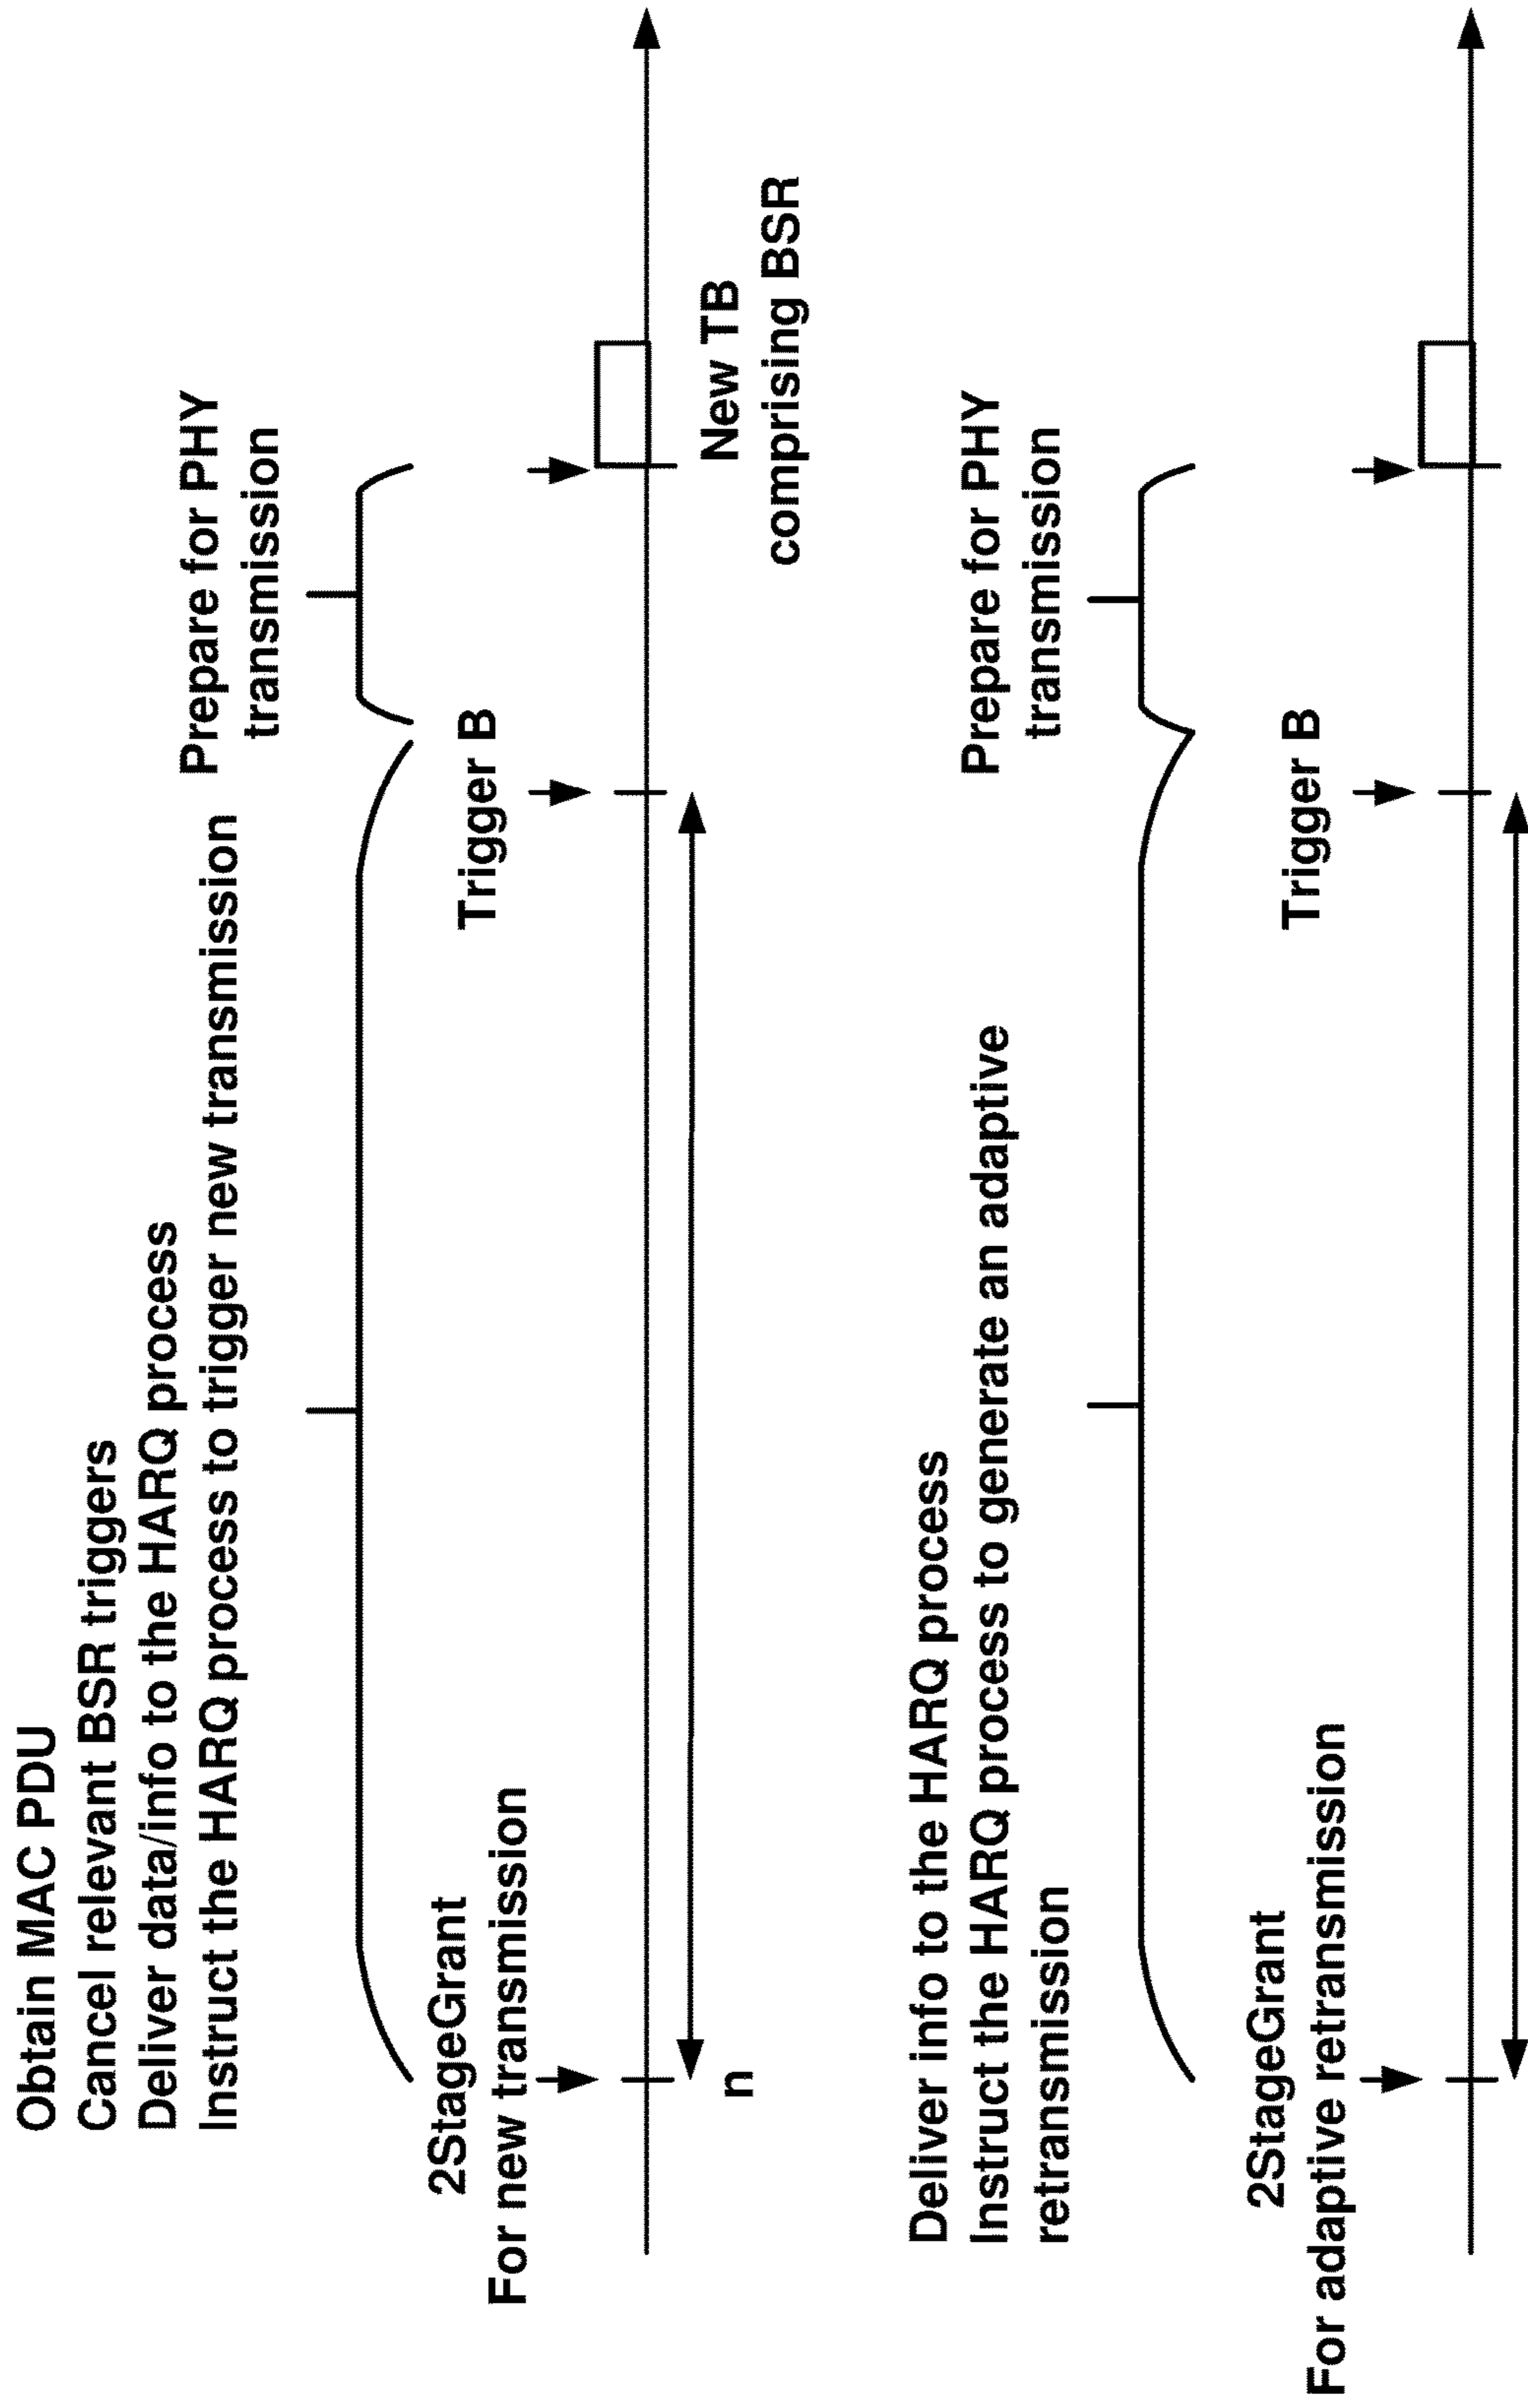 Obtain MAC PDU
Cancel relevant BSR triggers
Deliver data/info to the HARQ process
Instruct the HARQ process to trigger new transmission
Prepare for PHY
transmission
2StageGrant
For new transmission
Trigger B
n
New TB
comprising BSR
Deliver info to the HARQ process
Instruct the HARQ process to generate an adaptive
retransmission
Prepare for PHY
transmission
2StageGrant
For adaptive retransmission
Trigger B